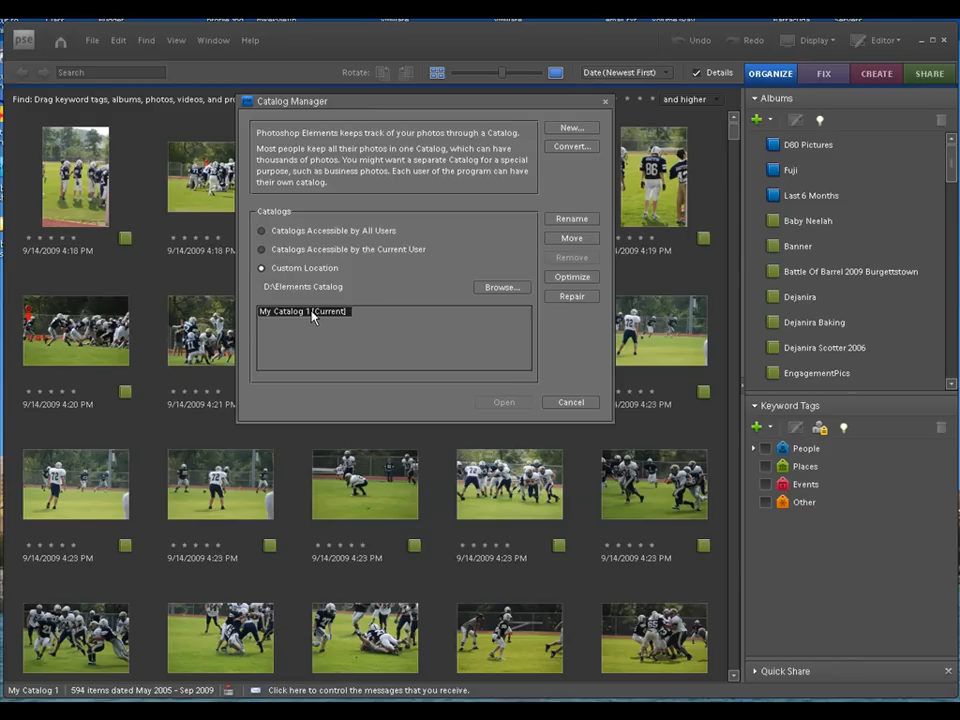 pse
File Edit Find View Window Help
Undo Redo Display Editor
Search
Rotate:
Date (Newest First)
Details
ORGANIZE FIX CREATE SHARE
Find: Drag keyword tags, albums, photos, videos, and pr
and higher
Catalog Manager
Photoshop Elements keeps track of your photos through a Catalog.
Most people keep all their photos in one Catalog, which can have
thousands of photos. You might want a separate Catalog for a special
purpose, such as business photos. Each user of the program can have
their own catalog.
New...
Convert...
Catalogs
Catalogs Accessible by All Users
Catalogs Accessible by the Current User
Custom Location
D:\Elements Catalog
Browse...
My Catalog 1 [Current]
Rename
Move
Remove
Optimize
Repair
Open Cancel
9/14/2009 4:18 PM
9/14/2009 4:18 PM
9/14/2009 4:20 PM
9/14/2009 4:21 PM
9/14/2009 4:23 PM
9/14/2009 4:23 PM
9/14/2009 4:23 PM
9/14/2009 4:23 PM
9/14/2009 4:23 PM
9/14/2009 4:23 PM
Albums
D80 Pictures
Fuji
Last 6 Months
Baby Neelah
Banner
Battle Of Barrel 2009 Burgettstown
Dejanira
Dejanira Baking
Dejanira Scotter 2006
EngagementPics
Keyword Tags
People
Places
Events
Other
Quick Share
My Catalog 1 594 items dated May 2005 - Sep 2009 Click here to control the messages that you receive.